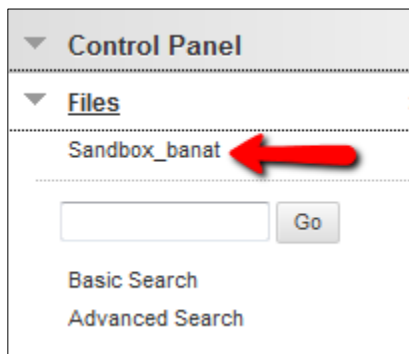 Control Panel
Files
Sandbox_banat
Go
Basic Search
Advanced Search